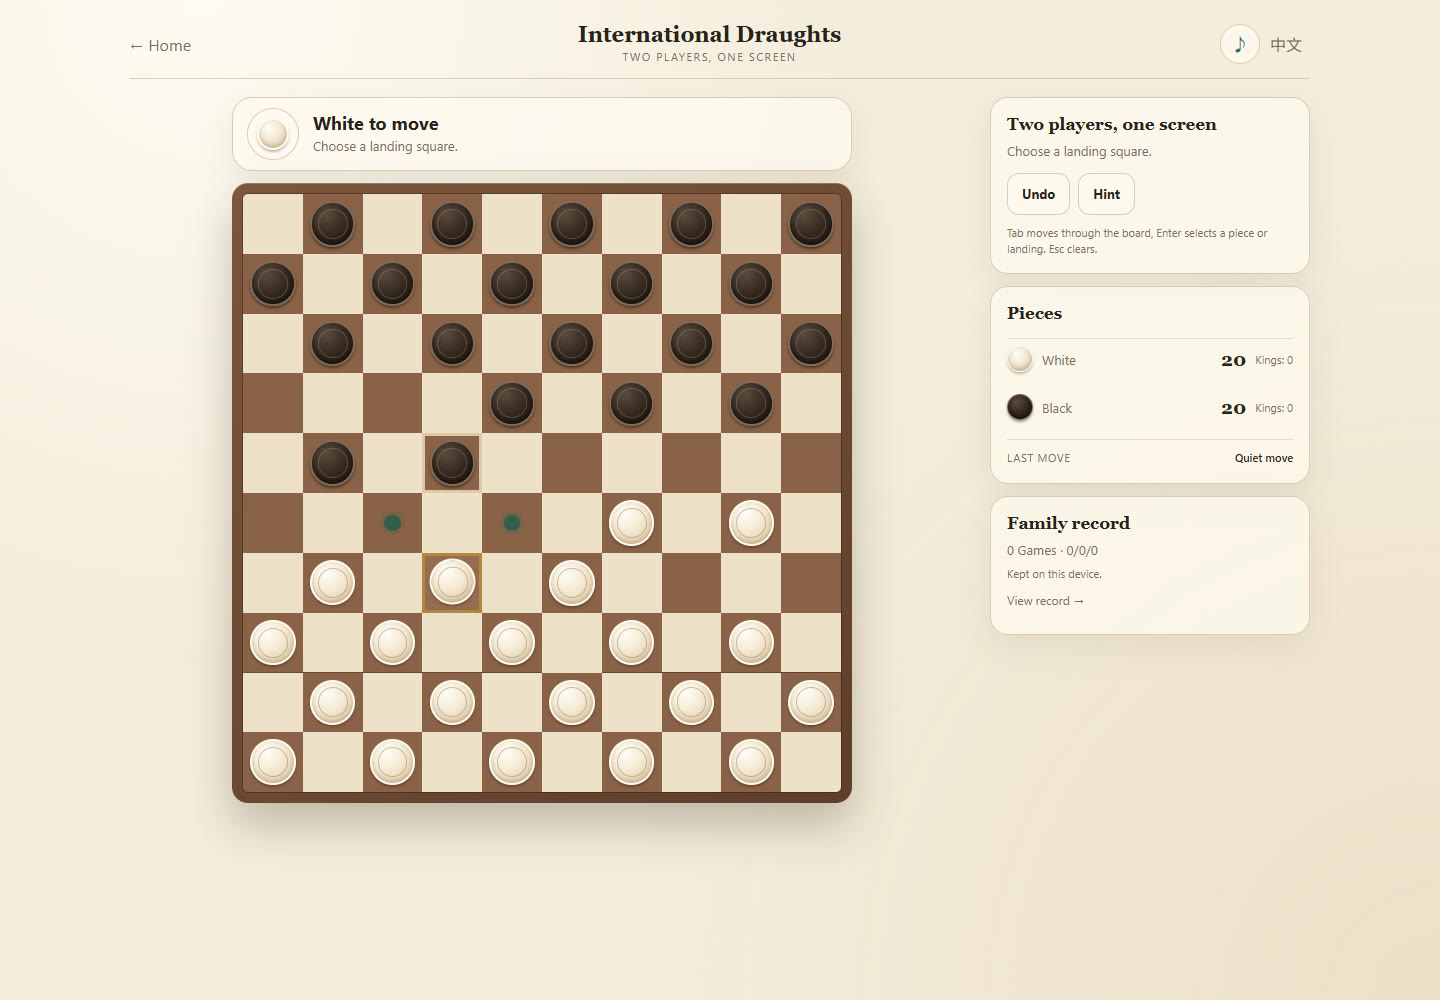 ← Home
International Draughts
TWO PLAYERS, ONE SCREEN
♪ 中文
White to move
Choose a landing square.
Two players, one screen
Choose a landing square.
Undo Hint
Tab moves through the board, Enter selects a piece or
landing. Esc clears.
Pieces
White 20 Kings: 0
Black 20 Kings: 0
LAST MOVE Quiet move
Family record
0 Games · 0/0/0
Kept on this device.
View record →